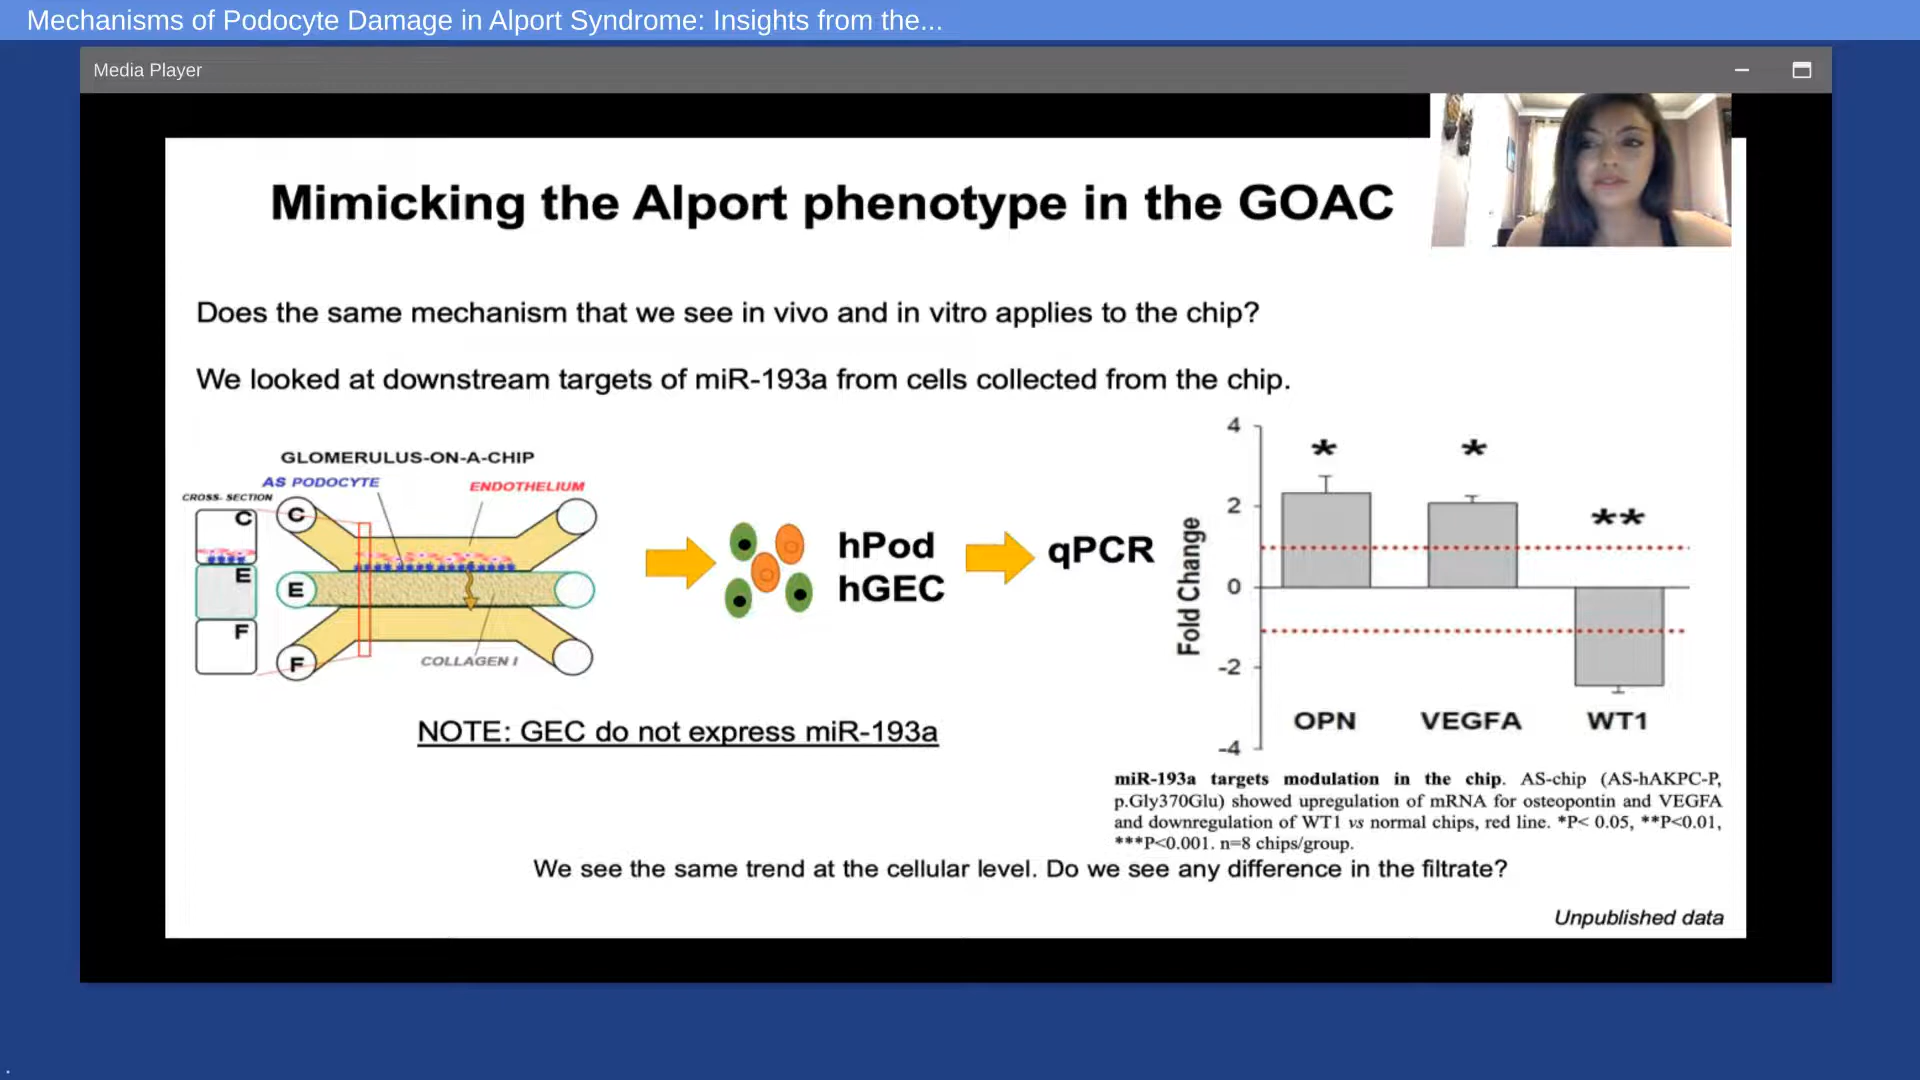 Mechanisms of Podocyte Damage in Alport Syndrome: Insights from the...
Media Player
Mimicking the Alport phenotype in the GOAC
Does the same mechanism that we see in vivo and in vitro applies to the chip?
We looked at downstream targets of miR-193a from cells collected from the chip.
GLOMERULUS-ON-A-CHIP
AS PODOCYTE
ENDOTHELIUM
CROSS- SECTION
C
C
E
E
F
F
COLLAGEN I
hPod
hGEC
qPCR
NOTE: GEC do not express miR-193a
Fold Change
4
2
0
-2
-4
*
*
**
OPN
VEGFA
WT1
miR-193a targets modulation in the chip. AS-chip (AS-hAKPC-P,
p.Gly370Glu) showed upregulation of mRNA for osteopontin and VEGFA
and downregulation of WT1 vs normal chips, red line. *P< 0.05, **P<0.01,
***P<0.001. n=8 chips/group.
We see the same trend at the cellular level. Do we see any difference in the filtrate?
Unpublished data